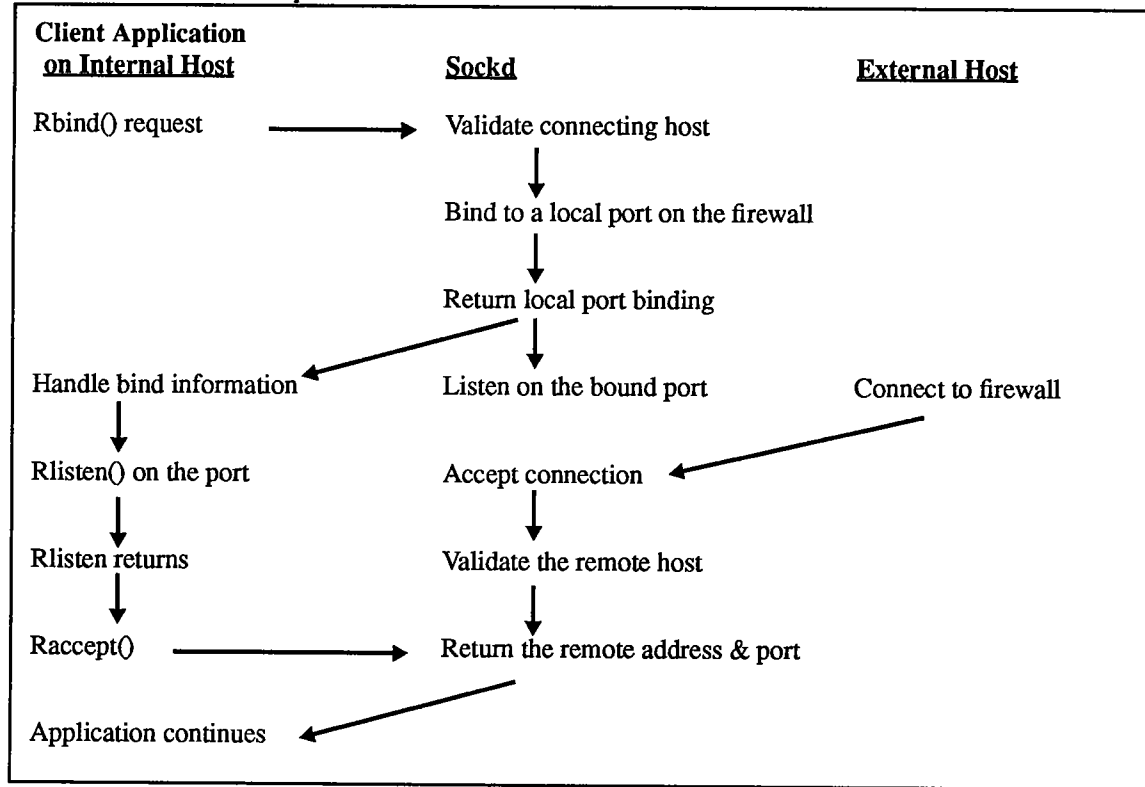 Client Application
on Internal Host
Sockd
External Host
Rbind() request
Validate connecting host
Bind to a local port on the firewall
Return local port binding
Handle bind information
Listen on the bound port
Connect to firewall
Rlisten() on the port
Accept connection
Rlisten returns
Validate the remote host
Raccept()
Return the remote address & port
Application continues